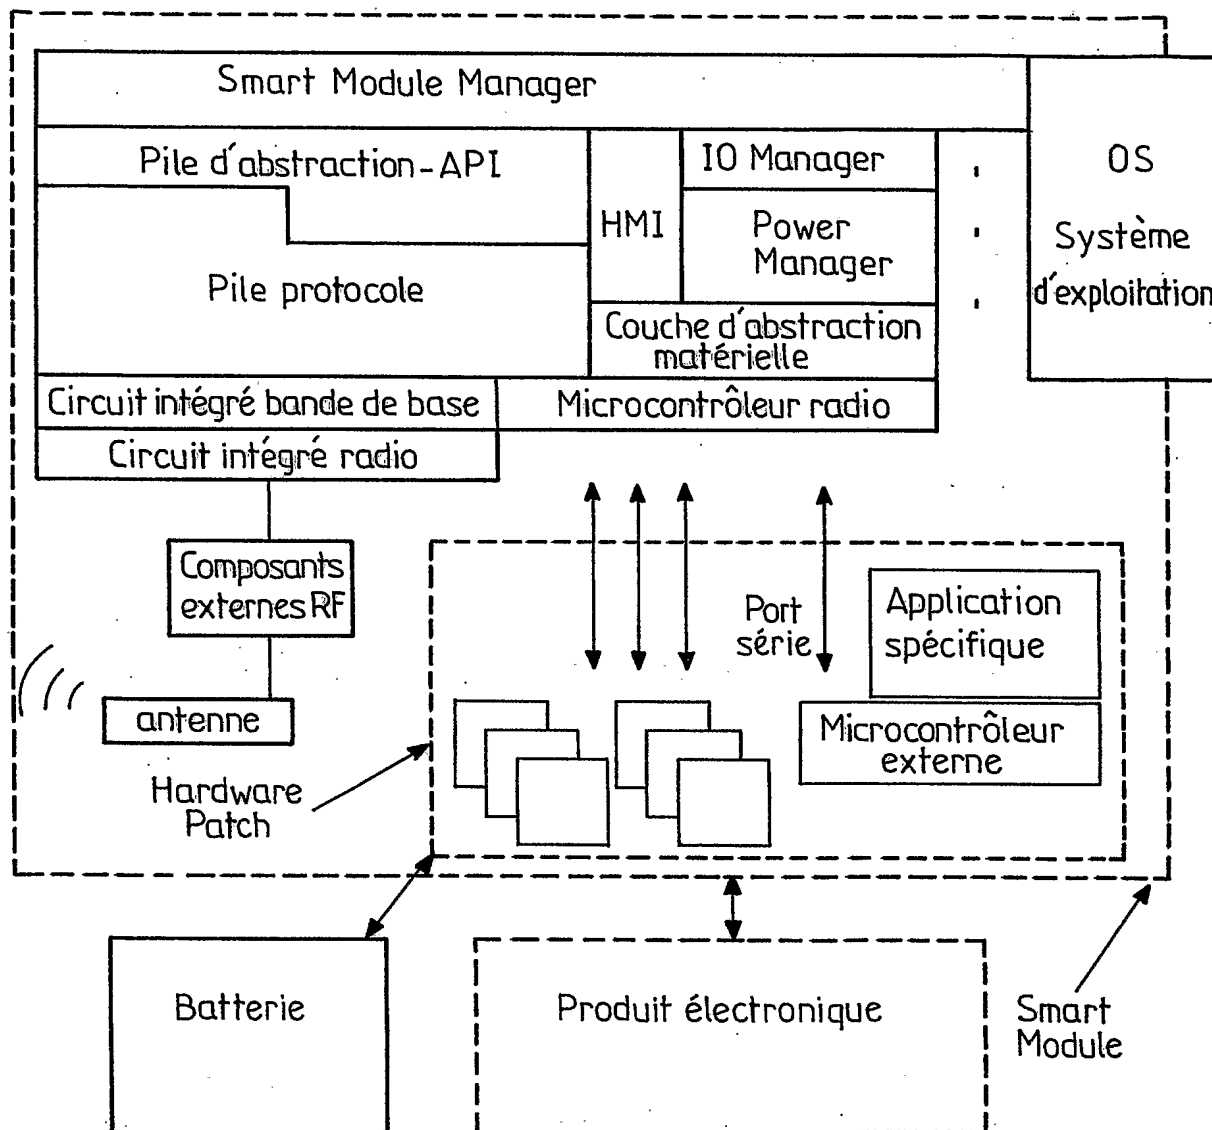 Smart Module Manager
Pile d'abstraction-API
HMI
IO Manager
Power
Manager
OS
Système
d'exploitation
Pile protocole
Couche d'abstraction
matérielle
Circuit intégré bande de base
Microcontrôleur radio
Circuit intégré radio
Composants
externes RF
antenne
Port
série
Application
spécifique
Microcontrôleur
externe
Hardware
Patch
Batterie
Produit électronique
Smart
Module